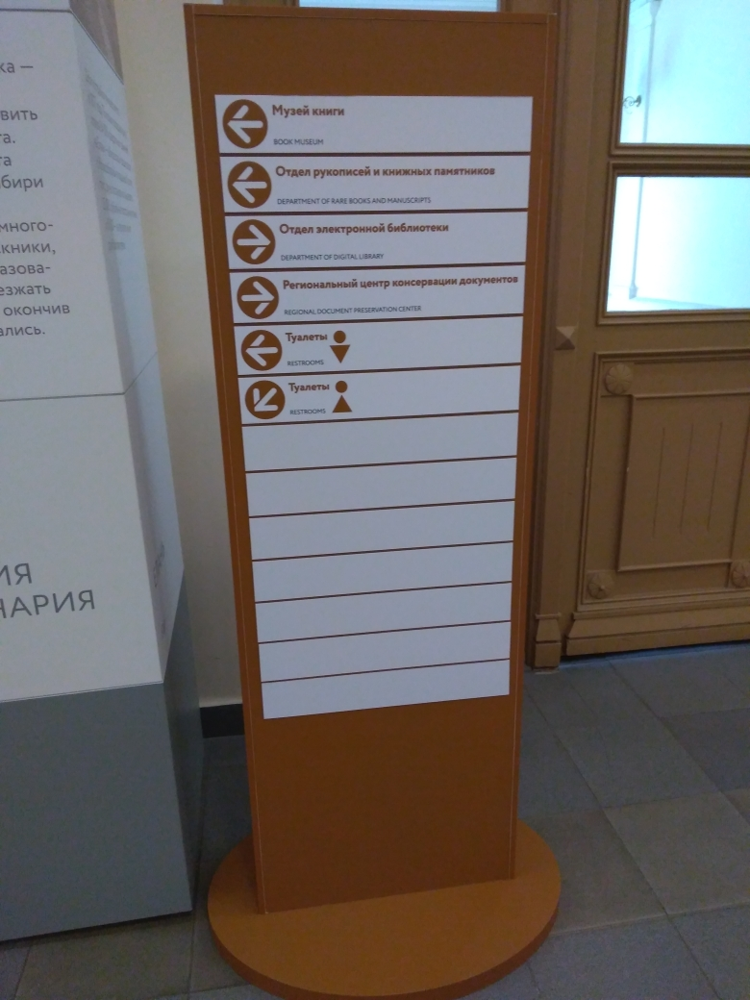 Музей книги
BOOK MUSEUM
Отдел рукописей и книжных памятников
DEPARTMENT OF RARE BOOKS AND MANUSCRIPTS
Отдел электронной библиотеки
DEPARTMENT OF DIGITAL LIBRARY
Региональный центр консервации документов
REGIONAL DOCUMENT PRESERVATION CENTER
Туалеты
RESTROOMS
Туалеты
RESTROOMS
ка —
вить
та.
та
бири
много-
кники,
азова-
езжать
окончив
ались.
ИЯ
НАРИЯ